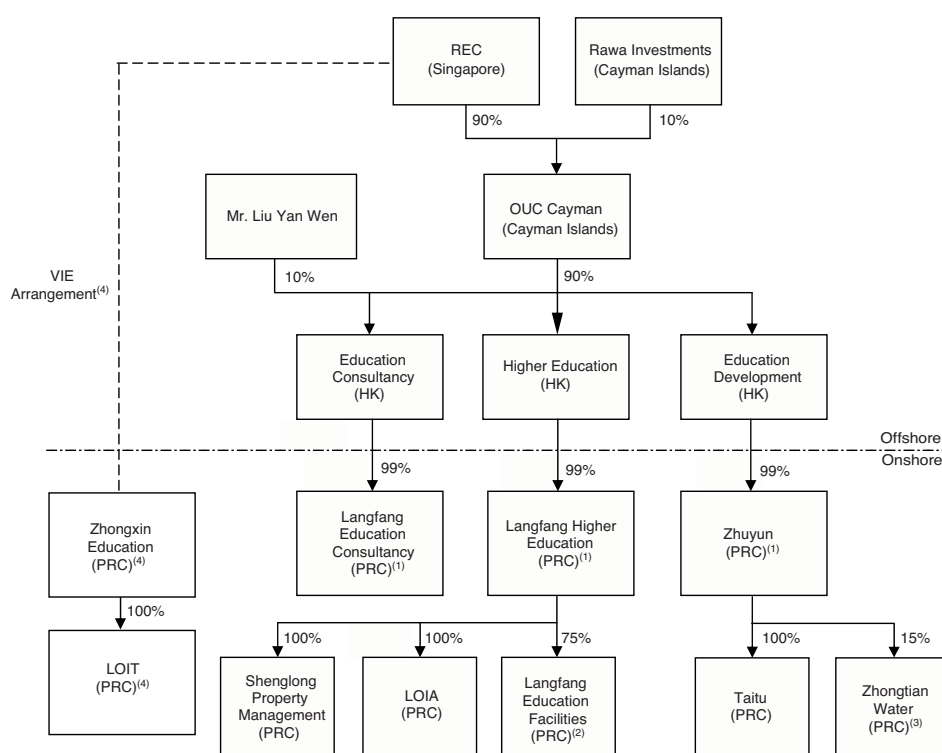 REC
(Singapore)
Rawa Investments
(Cayman Islands)
90%
10%
Mr. Liu Yan Wen
OUC Cayman
(Cayman Islands)
VIE
Arrangement(4)
10%
90%
Education
Consultancy
(HK)
Higher Education
(HK)
Education
Development
(HK)
Offshore
Onshore
99%
99%
99%
Zhongxin
Education
(PRC)(4)
Langfang
Education
Consultancy
(PRC)(1)
Langfang Higher
Education
(PRC)(1)
Zhuyun
(PRC)(1)
100%
100%
100%
75%
100%
15%
LOIT
(PRC)(4)
Shenglong
Property
Management
(PRC)
LOIA
(PRC)
Langfang
Education
Facilities
(PRC)(2)
Taitu
(PRC)
Zhongtian
Water
(PRC)(3)